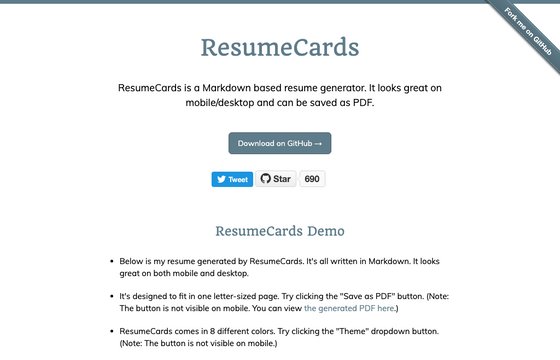 Fork me on GitHub
ResumeCards
ResumeCards is a Markdown based resume generator. It looks great on
mobile/desktop and can be saved as PDF.
Download on GitHub →
Tweet
Star
690
ResumeCards Demo
Below is my resume generated by ResumeCards. It's all written in Markdown. It looks
great on both mobile and desktop.
It's designed to fit in one letter-sized page. Try clicking the "Save as PDF" button. (Note:
The button is not visible on mobile. You can view the generated PDF here.)
ResumeCards comes in 8 different colors. Try clicking the "Theme" dropdown button.
(Note: The button is not visible on mobile.)